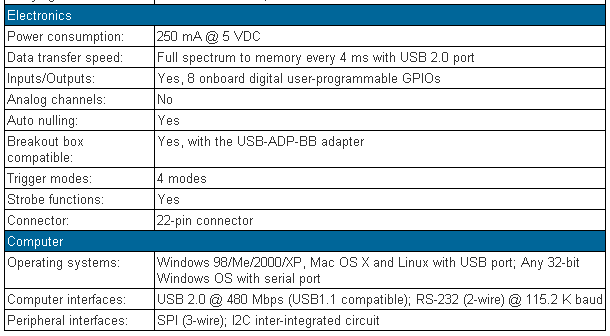 Electronics
Power consumption: 250 mA @ 5 VDC
Data transfer speed: Full spectrum to memory every 4 ms with USB 2.0 port
Inputs/Outputs: Yes, 8 onboard digital user-programmable GPIOs
Analog channels: No
Auto nulling: Yes
Breakout box compatible: Yes, with the USB-ADP-BB adapter
Trigger modes: 4 modes
Strobe functions: Yes
Connector: 22-pin connector
Computer
Operating systems: Windows 98/Me/2000/XP, Mac OS X and Linux with USB port; Any 32-bit
Windows OS with serial port
Computer interfaces: USB 2.0 @ 480 Mbps (USB1.1 compatible); RS-232 (2-wire) @ 115.2 K baud
Peripheral interfaces: SPI (3-wire); I2C inter-integrated circuit